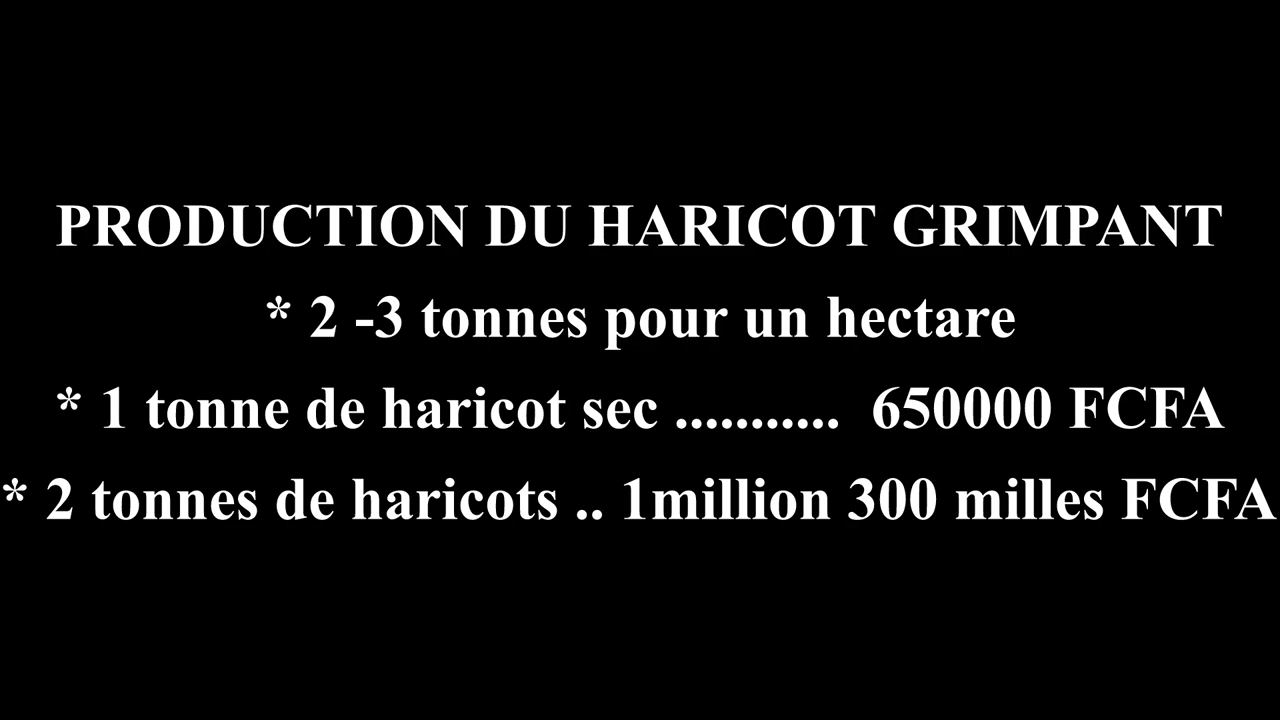 PRODUCTION DU HARICOT GRIMPANT
* 2 -3 tonnes pour un hectare
* 1 tonne de haricot sec ........... 650000 FCFA
* 2 tonnes de haricots .. 1million 300 milles FCFA